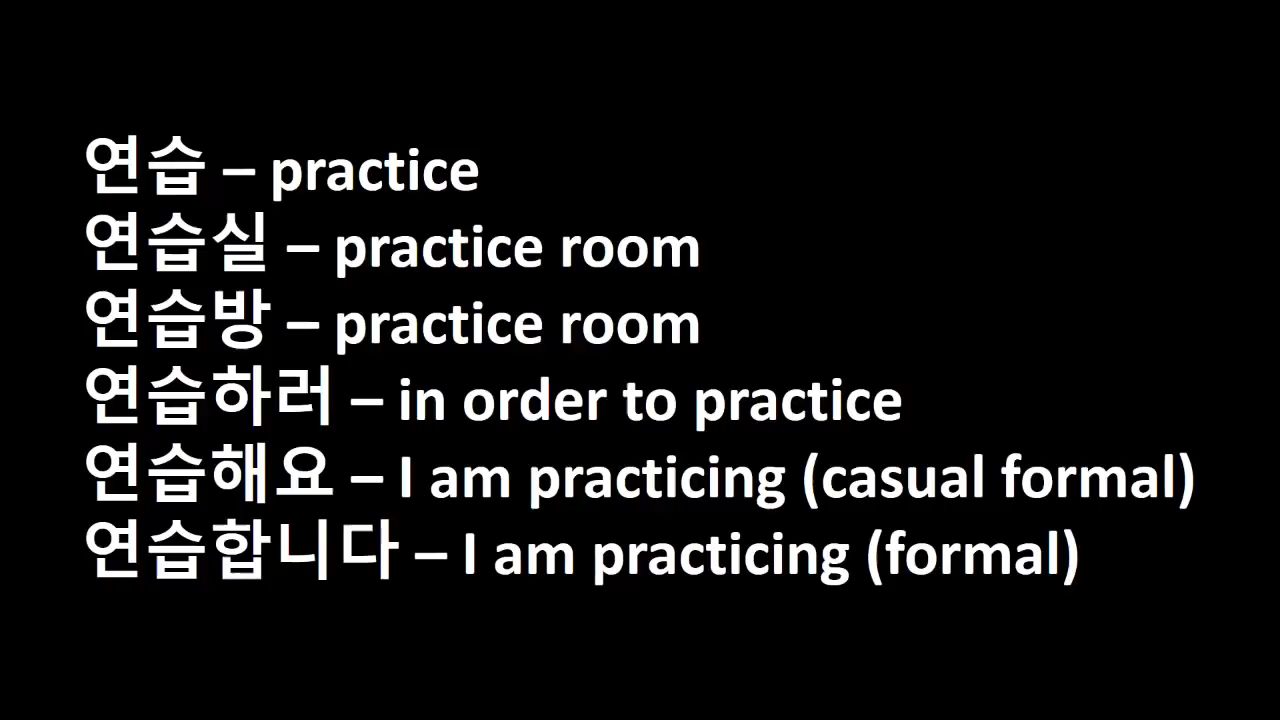 연습 – practice
연습실 – practice room
연습방 – practice room
연습하러 – in order to practice
연습해요 – I am practicing (casual formal)
연습합니다 – I am practicing (formal)